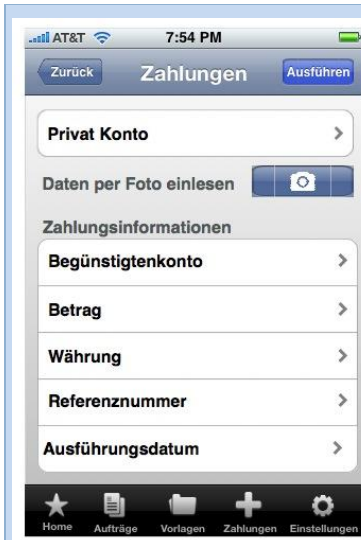 AT&T 7:54 PM
Zurück Zahlungen Ausführen
Privat Konto
Daten per Foto einlesen
Zahlungsinformationen
Begünstigtenkonto
Betrag
Währung
Referenznummer
Ausführungsdatum
Home Aufträge Vorlagen Zahlungen Einstellungen